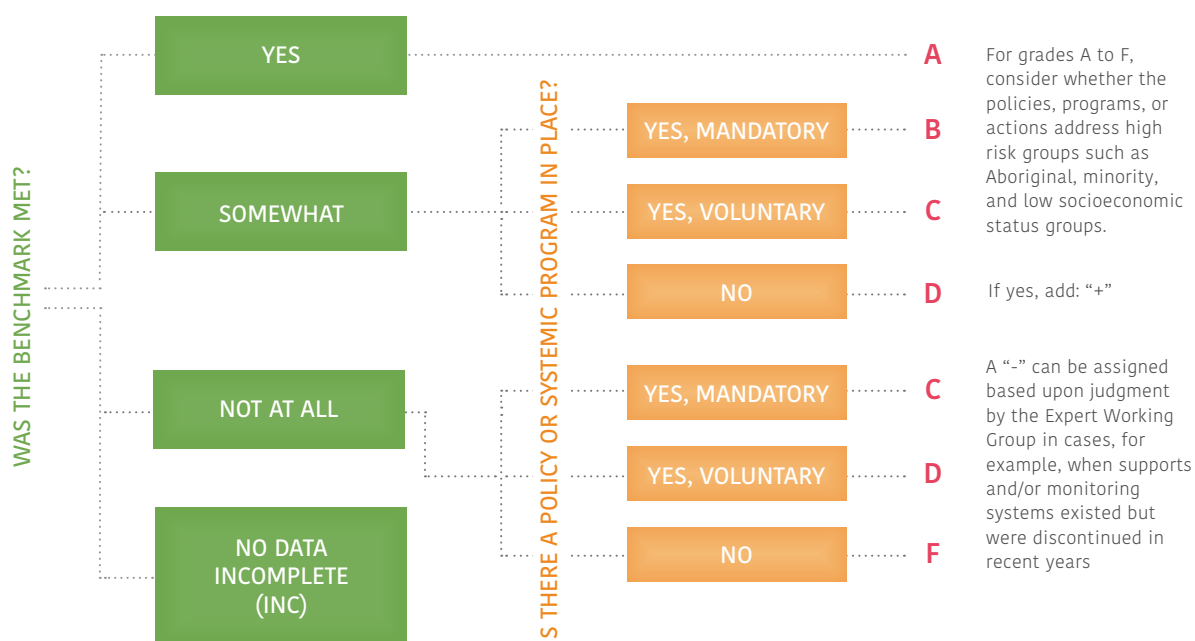 WAS THE BENCHMARK MET?
YES
SOMEWHAT
NOT AT ALL
NO DATA
INCOMPLETE
(INC)
S THERE A POLICY OR SYSTEMIC PROGRAM IN PLACE?
YES, MANDATORY
YES, VOLUNTARY
NO
YES, MANDATORY
YES, VOLUNTARY
NO
A
B
C
D
C
D
F
For grades A to F,
consider whether the
policies, programs, or
actions address high
risk groups such as
Aboriginal, minority,
and low socioeconomic
status groups.
If yes, add: “+”
A “-” can be assigned
based upon judgment
by the Expert Working
Group in cases, for
example, when supports
and/or monitoring
systems existed but
were discontinued in
recent years